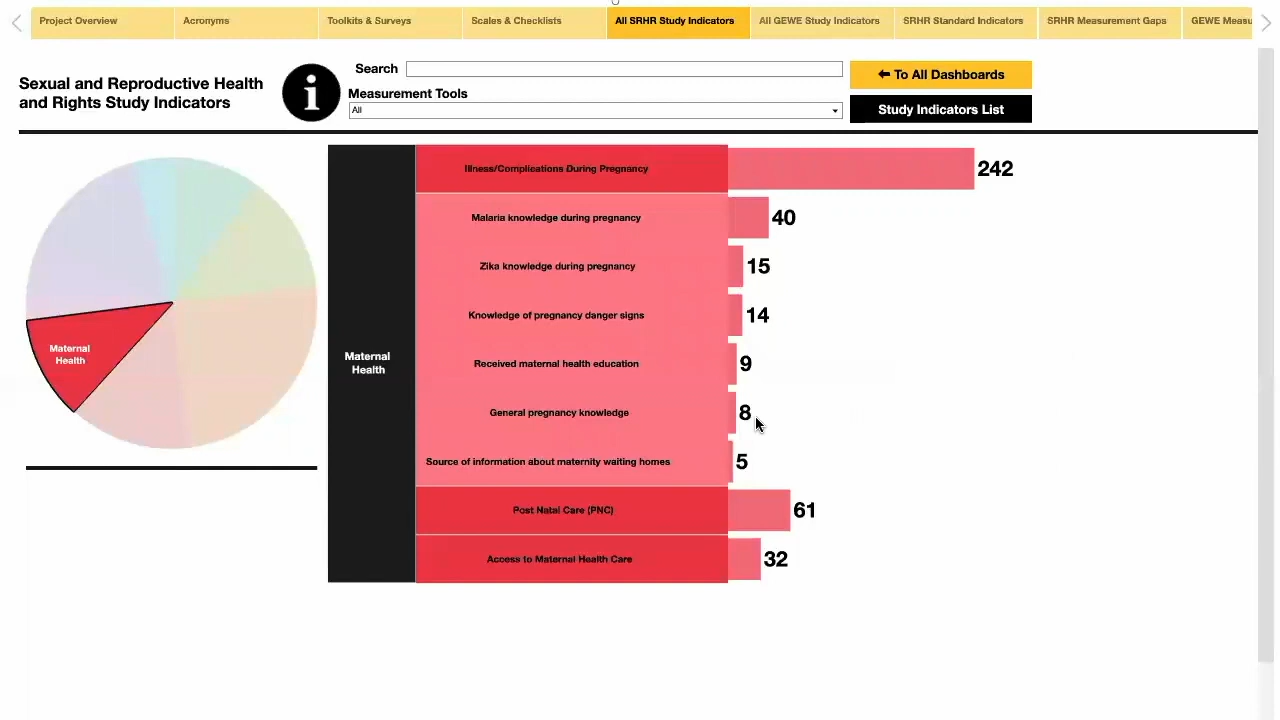 Project Overview
Acronyms
Toolkits & Surveys
Scales & Checklists
All SRHR Study Indicators
All GEWE Study Indicators
SRHR Standard Indicators
SRHR Measurement Gaps
GEWE Measu
Sexual and Reproductive Health
and Rights Study Indicators
i
Search
Measurement Tools
All
To All Dashboards
Study Indicators List
Maternal
Health
Maternal
Health
Illness/Complications During Pregnancy
242
Malaria knowledge during pregnancy
40
Zika knowledge during pregnancy
15
Knowledge of pregnancy danger signs
14
Received maternal health education
9
General pregnancy knowledge
8
Source of information about maternity waiting homes
5
Post Natal Care (PNC)
61
Access to Maternal Health Care
32